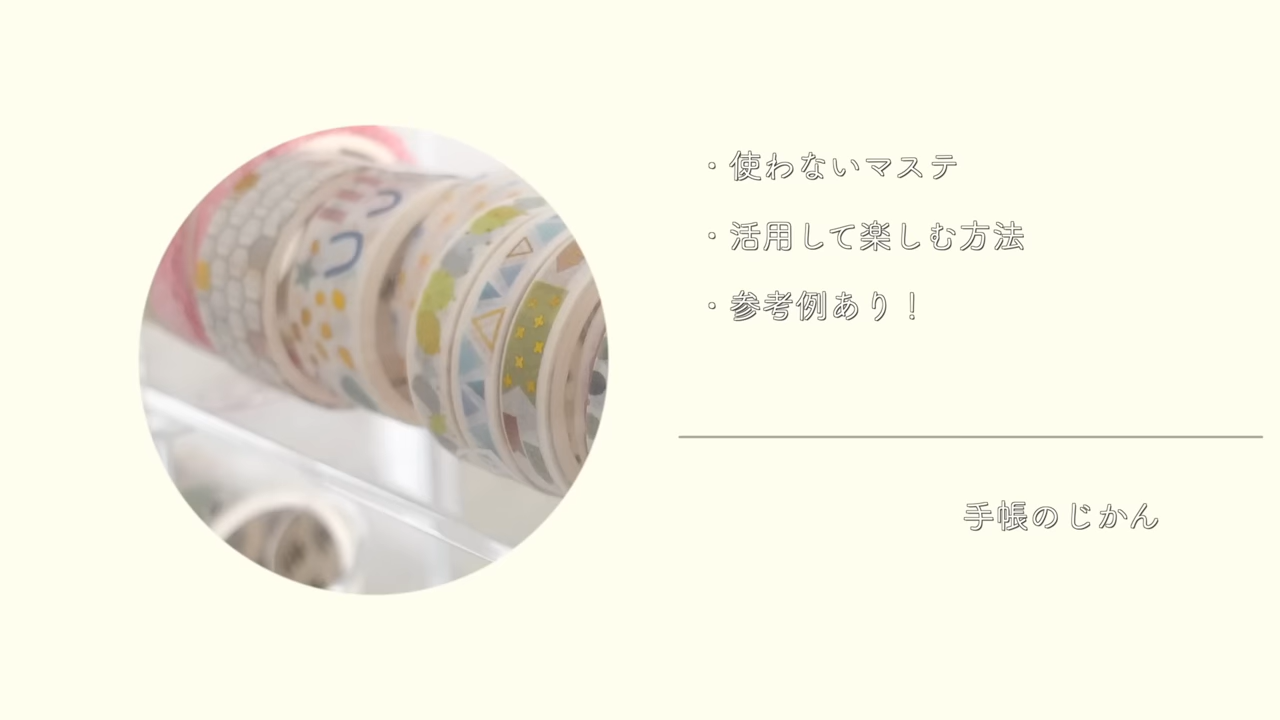 ・使わないマステ
・活用して楽しむ方法
・参考例あり！
手帳のじかん